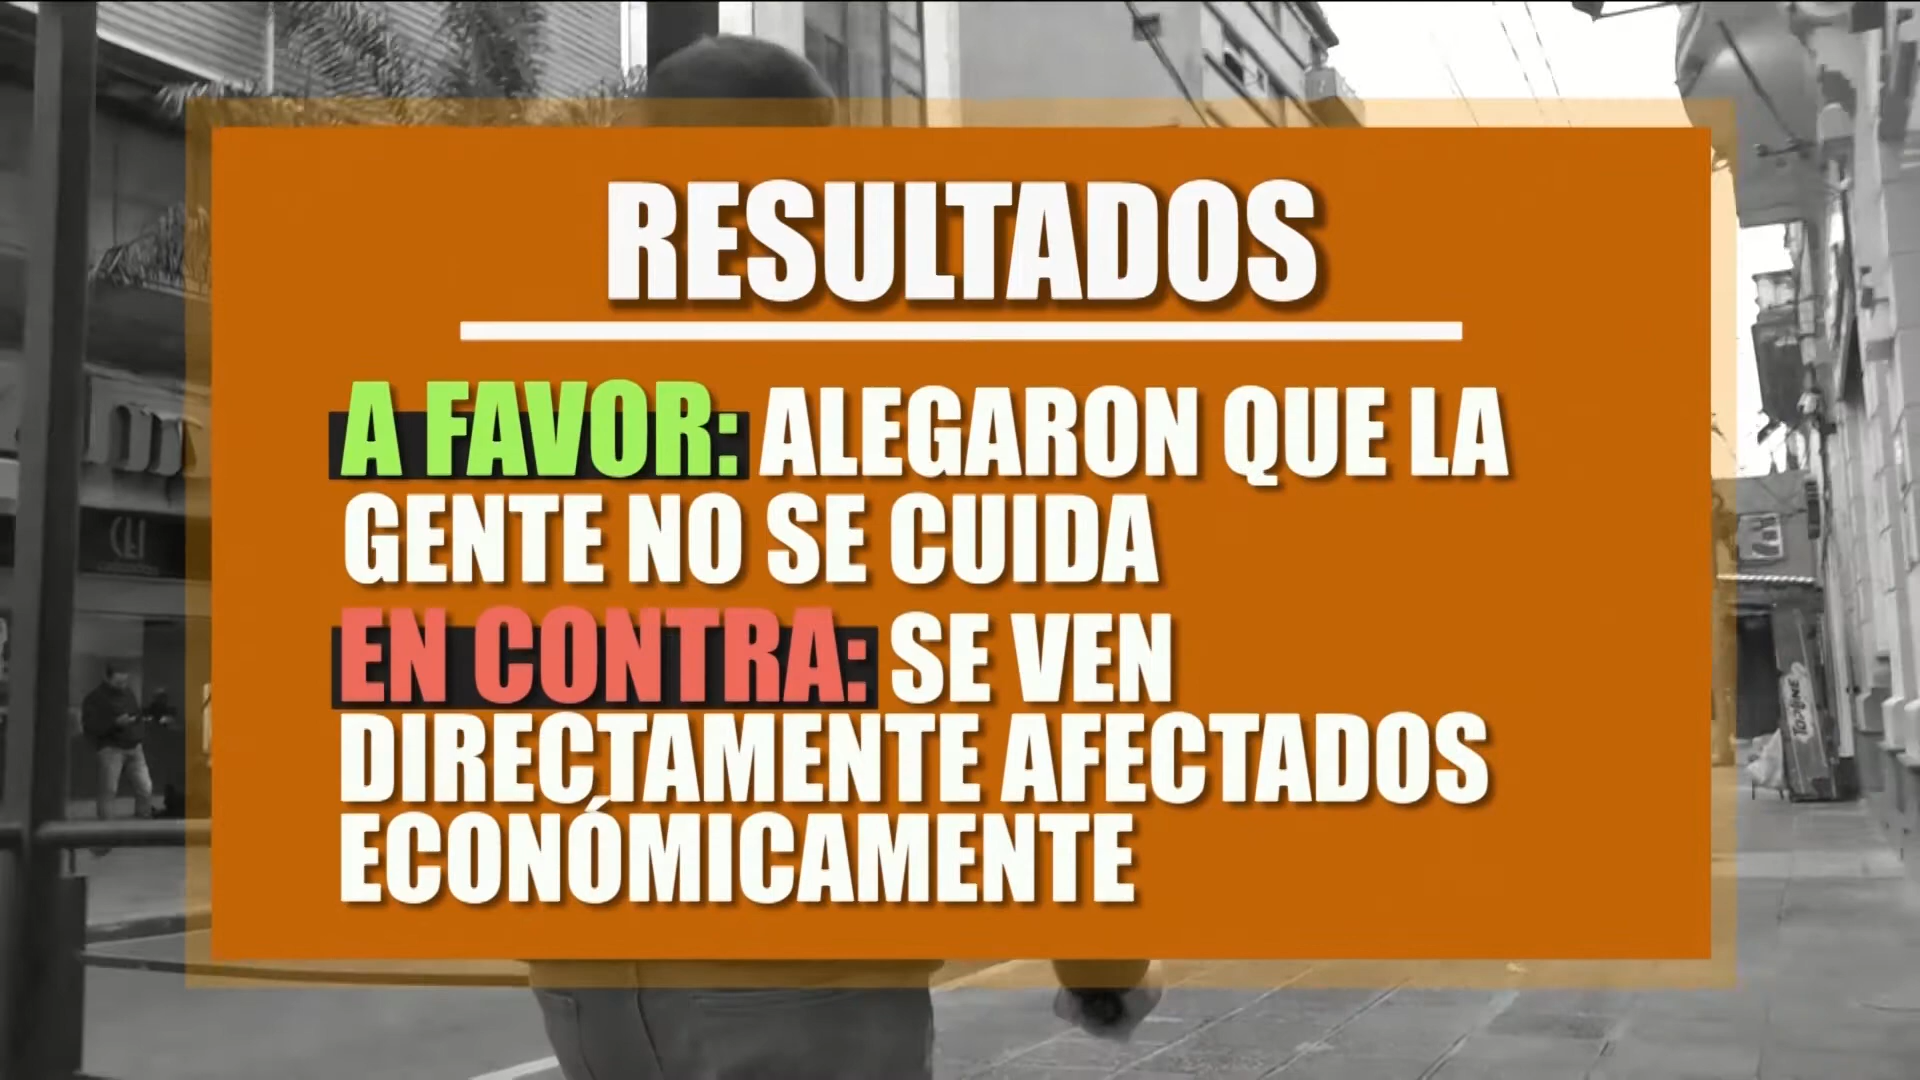 RESULTADOS
A FAVOR: ALEGARON QUE LA
GENTE NO SE CUIDA
EN CONTRA: SE VEN
DIRECTAMENTE AFECTADOS
ECONÓMICAMENTE